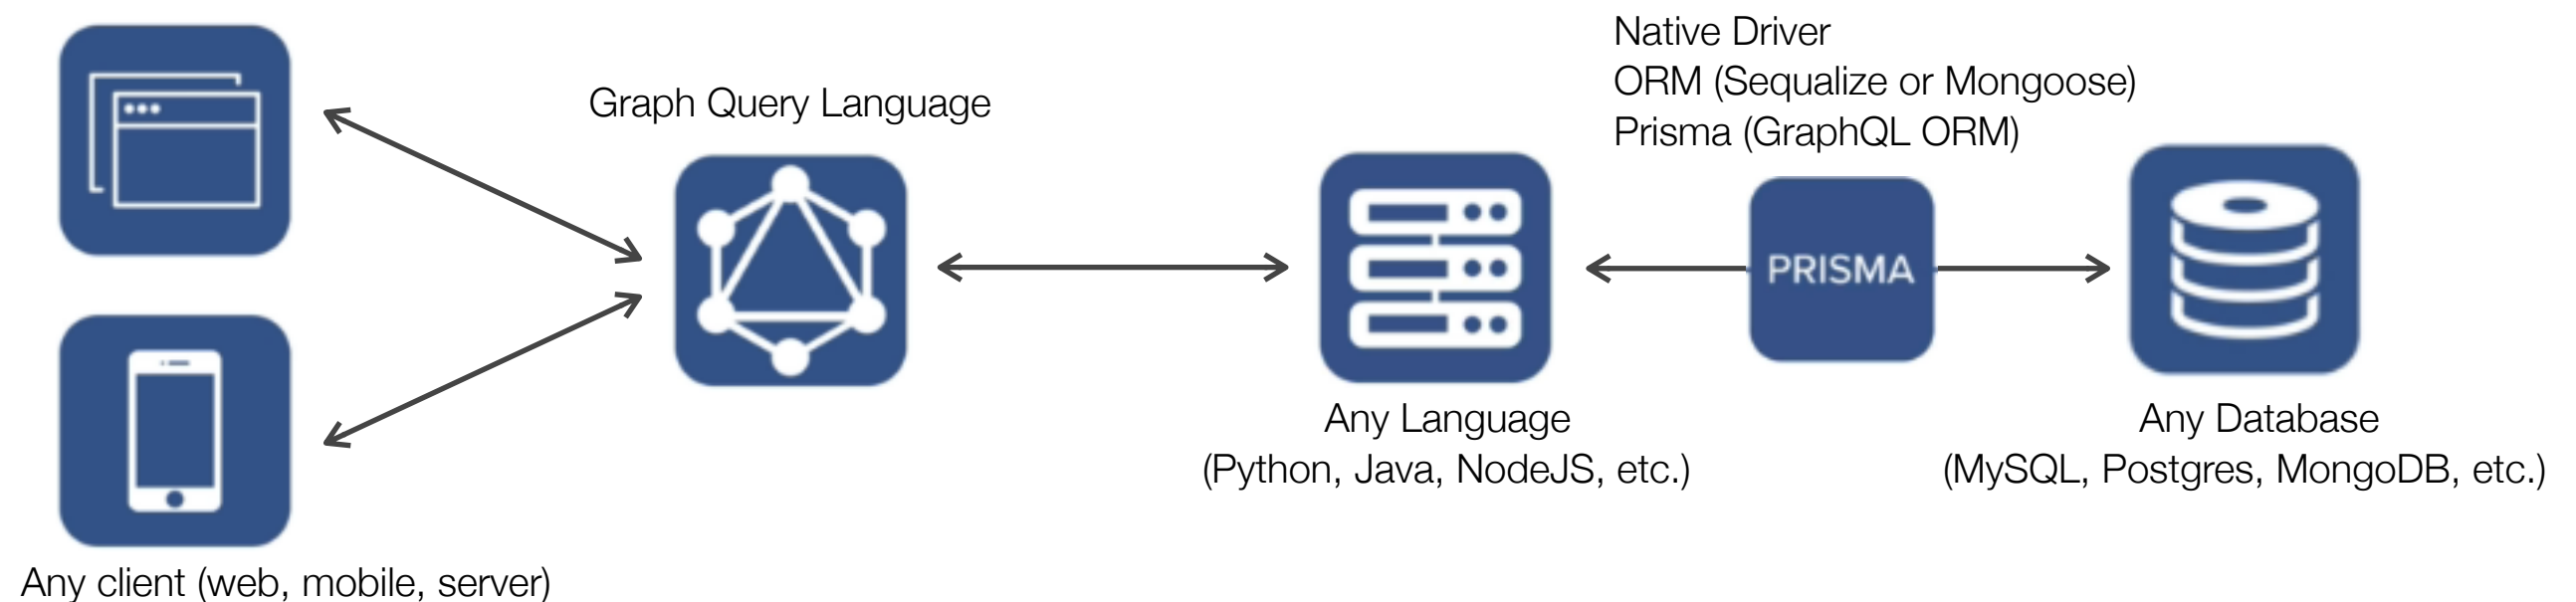 Native Driver
ORM (Sequalize or Mongoose)
Prisma (GraphQL ORM)
Graph Query Language
PRISMA
Any Language
(Python, Java, NodeJS, etc.)
Any Database
(MySQL, Postgres, MongoDB, etc.)
Any client (web, mobile, server)